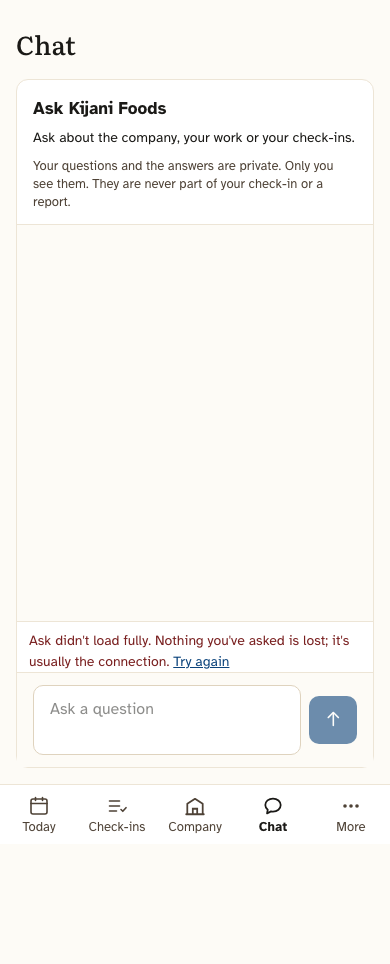 Chat
Ask Kijani Foods
Ask about the company, your work or your check-ins.
Your questions and the answers are private. Only you
see them. They are never part of your check-in or a
report.
Ask didn't load fully. Nothing you've asked is lost; it's
usually the connection. Try again
Ask a question
Today
Check-ins
Company
Chat
More